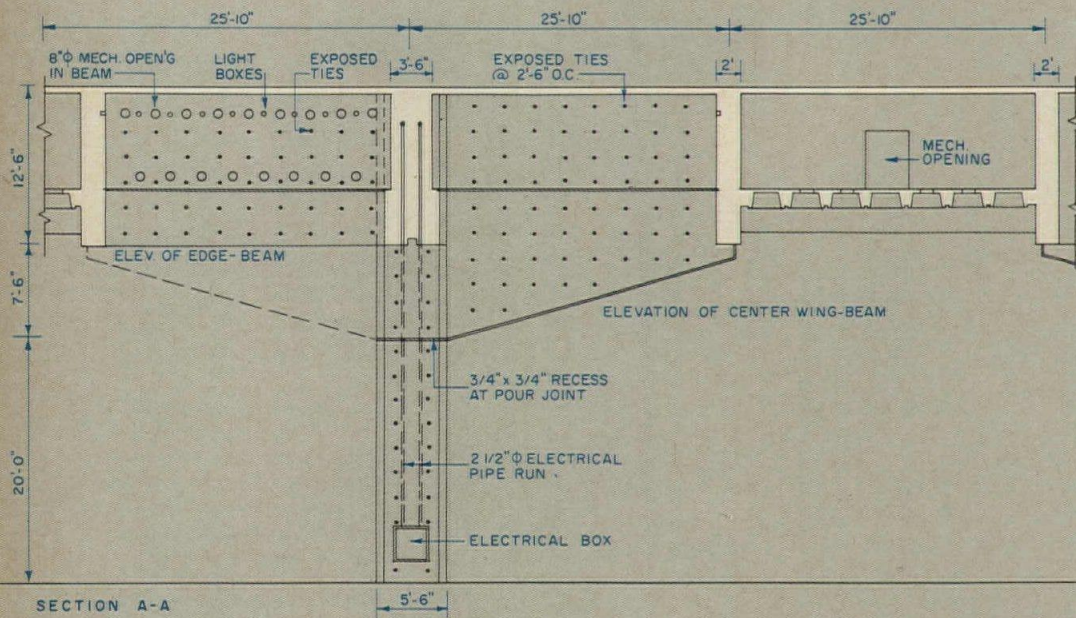 25'-10"
25'-10"
25'-10"
8"Φ MECH. OPEN'G
IN BEAM
LIGHT
BOXES
EXPOSED
TIES
3'-6"
EXPOSED TIES
@ 2'-6" O.C.
2'
2'
12'-6"
MECH.
OPENING
ELEV. OF EDGE-BEAM
7'-6"
ELEVATION OF CENTER WING-BEAM
3/4" x 3/4" RECESS
AT POUR JOINT
20'-0"
2 1/2" Φ ELECTRICAL
PIPE RUN
ELECTRICAL BOX
SECTION A-A
5'-6"